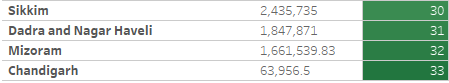 Sikkim 2,435,735 30
Dadra and Nagar Haveli 1,847,871 31
Mizoram 1,661,539.83 32
Chandigarh 63,956.5 33